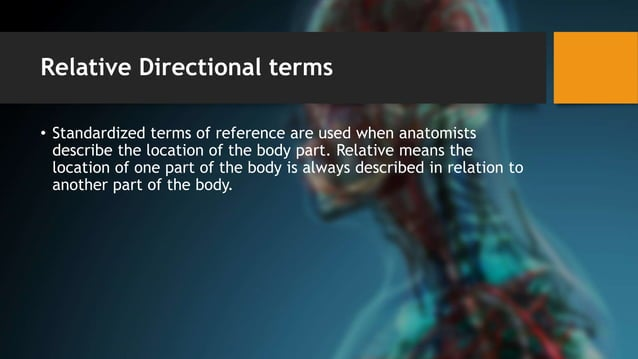 Relative Directional terms
• Standardized terms of reference are used when anatomists
describe the location of the body part. Relative means the
location of one part of the body is always described in relation to
another part of the body.